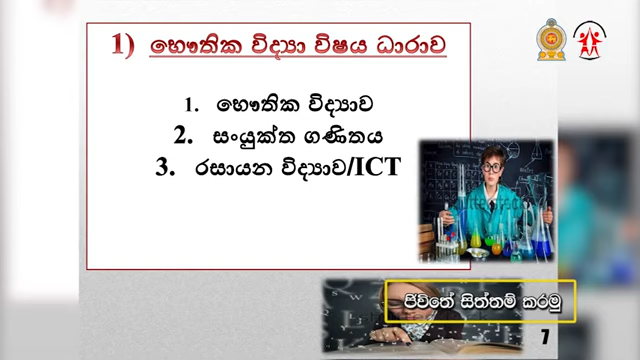 1) භෞතික විද්‍යා විෂය ධාරාව
1. භෞතික විද්‍යාව
2. සංයුක්ත ගණිතය
3. රසායන විද්‍යාව/ICT
ජීවිතේ සිත්තම් කරමු
7